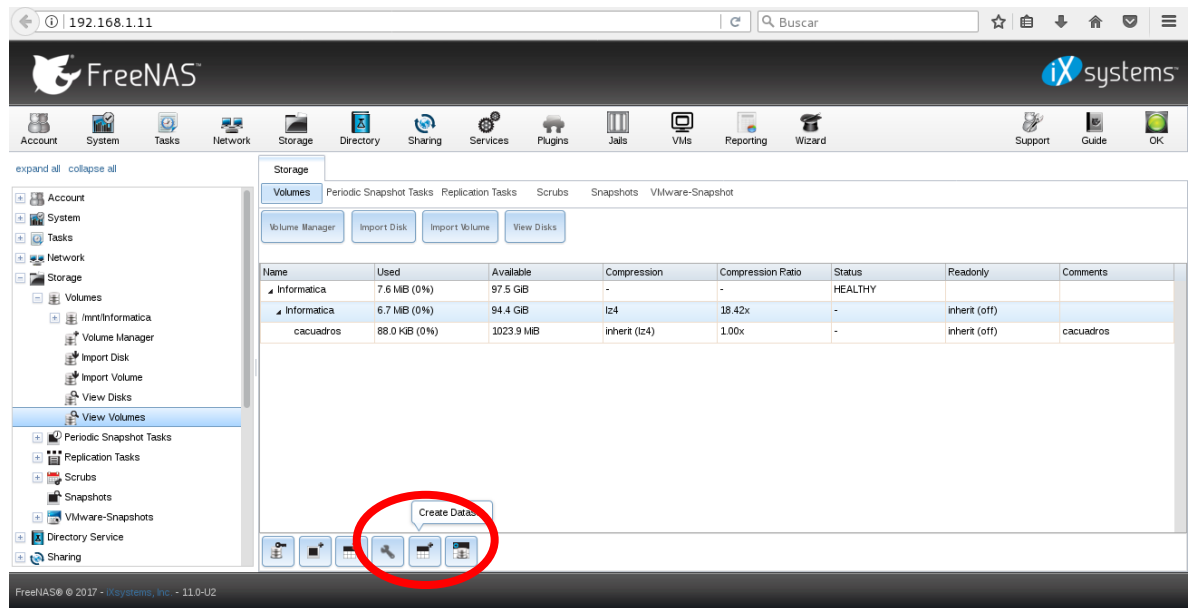 192.168.1.11
Buscar
FreeNAS™
iXsystems™
Account System Tasks Network Storage Directory Sharing Services Plugins Jails VMs Reporting Wizard Support Guide OK
expand all collapse all
Account
System
Tasks
Network
Storage
Volumes
/mnt/Informatica
Volume Manager
Import Disk
Import Volume
View Disks
View Volumes
Periodic Snapshot Tasks
Replication Tasks
Scrubs
Snapshots
VMware-Snapshots
Directory Service
Sharing
Storage
Volumes Periodic Snapshot Tasks Replication Tasks Scrubs Snapshots VMware-Snapshot
Volume Manager Import Disk Import Volume View Disks
Name Used Available Compression Compression Ratio Status Readonly Comments
Informatica 7.6 MiB (0%) 97.5 GiB - - HEALTHY
Informatica 6.7 MiB (0%) 94.4 GiB lz4 18.42x - inherit (off)
cacuadros 88.0 KiB (0%) 1023.9 MiB inherit (lz4) 1.00x - inherit (off) cacuadros
Create
FreeNAS® © 2017 - iXsystems, Inc. - 11.0-U2